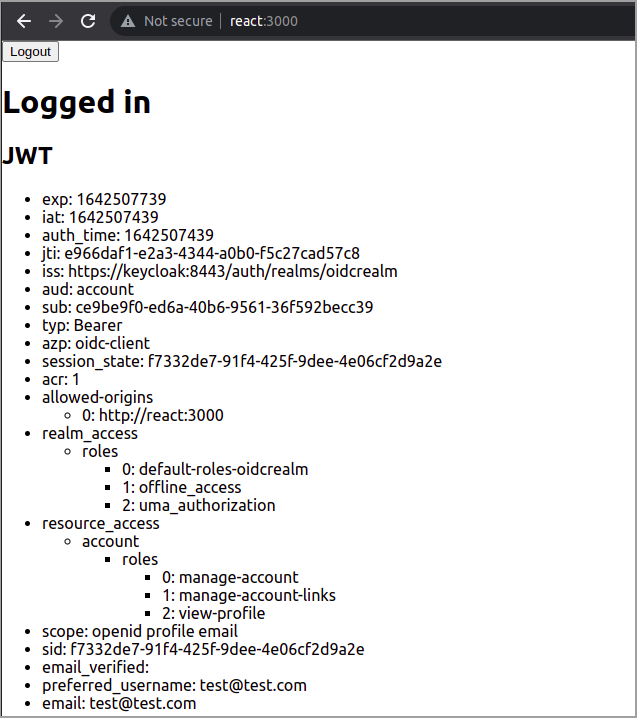 Not secure | react:3000
Logout
Logged in
JWT
exp: 1642507739
iat: 1642507439
auth_time: 1642507439
jti: e966daf1-e2a3-4344-a0b0-f5c27cad57c8
iss: https://keycloak:8443/auth/realms/oidcrealm
aud: account
sub: ce9be9f0-ed6a-40b6-9561-36f592becc39
typ: Bearer
azp: oidc-client
session_state: f7332de7-91f4-425f-9dee-4e06cf2d9a2e
acr: 1
allowed-origins
0: http://react:3000
realm_access
roles
0: default-roles-oidcrealm
1: offline_access
2: uma_authorization
resource_access
account
roles
0: manage-account
1: manage-account-links
2: view-profile
scope: openid profile email
sid: f7332de7-91f4-425f-9dee-4e06cf2d9a2e
email_verified:
preferred_username: test@test.com
email: test@test.com